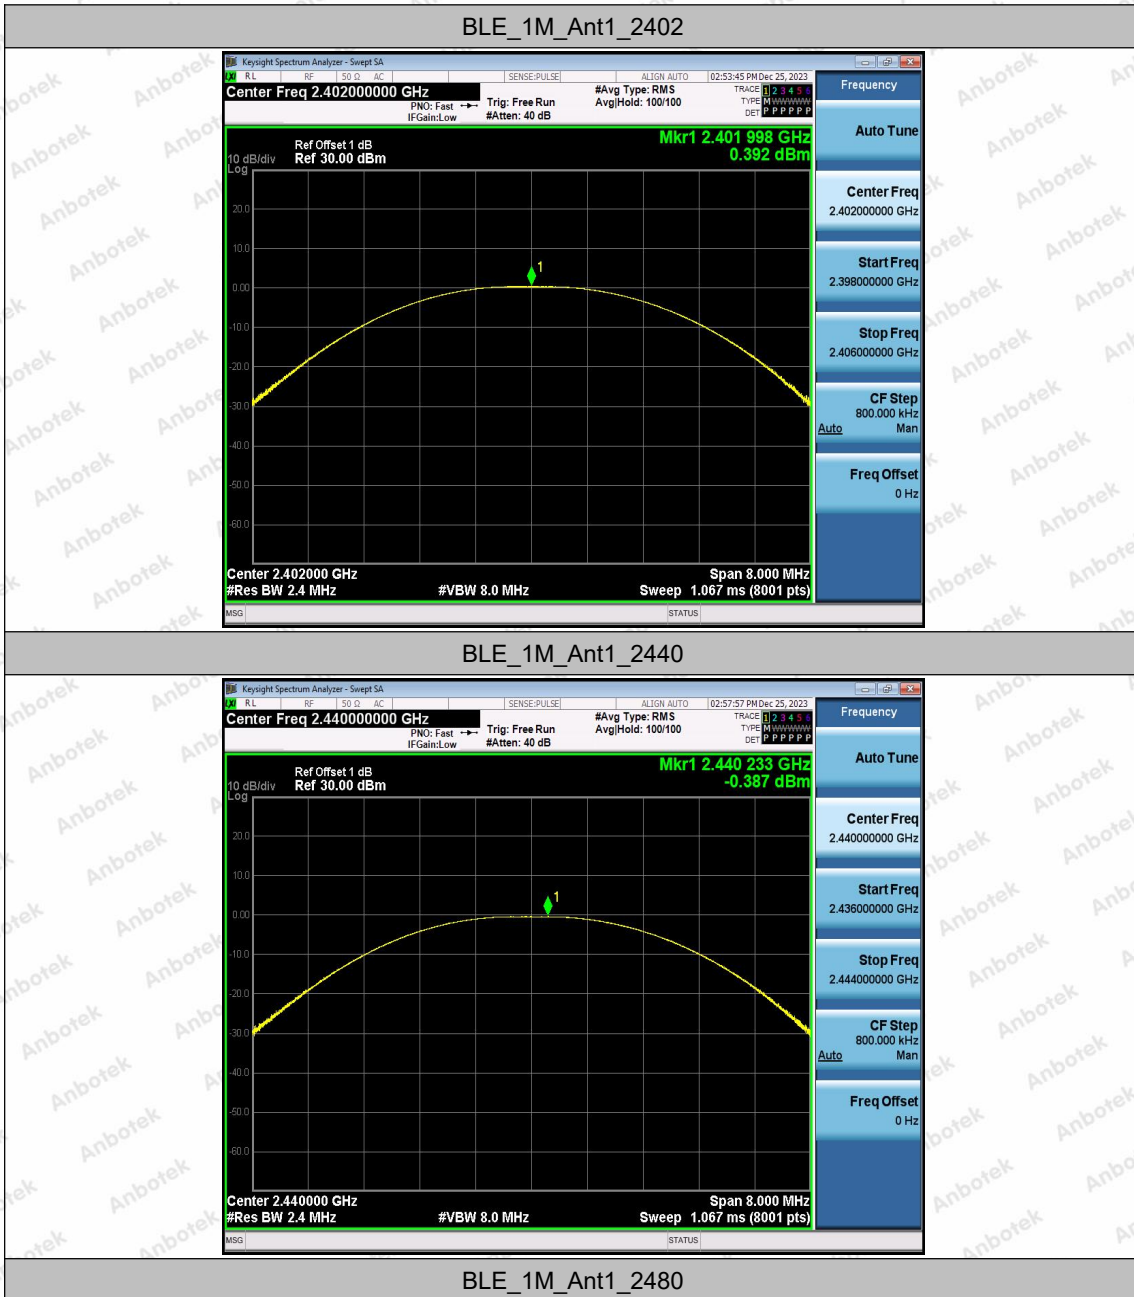 BLE_1M_Ant1_2402
Keysight Spectrum Analyzer - Swept SA
RL RF 50 Ω AC SENSE:PULSE ALIGN AUTO 02:53:45 PM Dec 25, 2023
Center Freq 2.402000000 GHz
PNO: Fast
IFGain:Low
Trig: Free Run
#Atten: 40 dB
#Avg Type: RMS
Avg|Hold: 100/100
TRACE 1 2 3 4 5 6
TYPE M W W W W W
DET P P P P P P
Frequency
Mkr1 2.401 998 GHz
0.392 dBm
Ref Offset 1 dB
10 dB/div Ref 30.00 dBm
Log
20.0
10.0
0.00
-10.0
-20.0
-30.0
-40.0
-50.0
-60.0
1
Center 2.402000 GHz Span 8.000 MHz
#Res BW 2.4 MHz #VBW 8.0 MHz Sweep 1.067 ms (8001 pts)
MSG STATUS
Auto Tune
Center Freq
2.402000000 GHz
Start Freq
2.398000000 GHz
Stop Freq
2.406000000 GHz
CF Step
800.000 kHz
Auto Man
Freq Offset
0 Hz
BLE_1M_Ant1_2440
Keysight Spectrum Analyzer - Swept SA
RL RF 50 Ω AC SENSE:PULSE ALIGN AUTO 02:57:57 PM Dec 25, 2023
Center Freq 2.440000000 GHz
PNO: Fast
IFGain:Low
Trig: Free Run
#Atten: 40 dB
#Avg Type: RMS
Avg|Hold: 100/100
TRACE 1 2 3 4 5 6
TYPE M W W W W W
DET P P P P P P
Frequency
Mkr1 2.440 233 GHz
-0.387 dBm
Ref Offset 1 dB
10 dB/div Ref 30.00 dBm
Log
20.0
10.0
0.00
-10.0
-20.0
-30.0
-40.0
-50.0
-60.0
1
Center 2.440000 GHz Span 8.000 MHz
#Res BW 2.4 MHz #VBW 8.0 MHz Sweep 1.067 ms (8001 pts)
MSG STATUS
Auto Tune
Center Freq
2.440000000 GHz
Start Freq
2.436000000 GHz
Stop Freq
2.444000000 GHz
CF Step
800.000 kHz
Auto Man
Freq Offset
0 Hz
BLE_1M_Ant1_2480
Anbotek